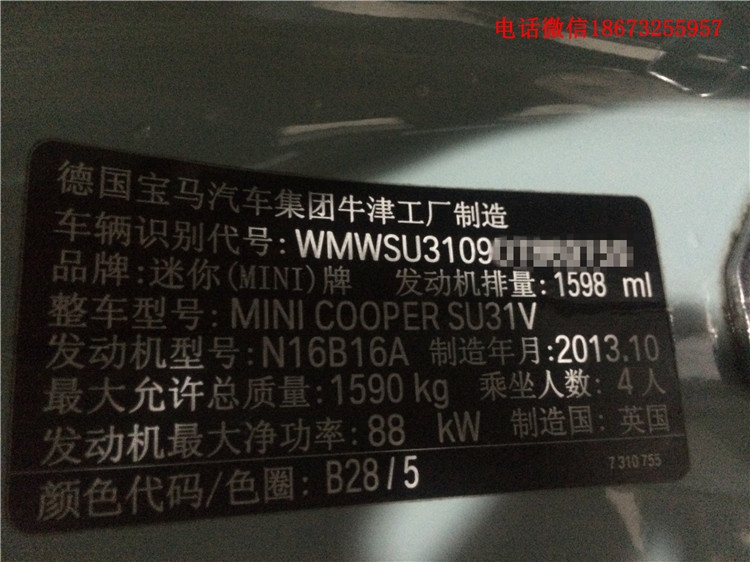 电话微信18673255957
德国宝马汽车集团牛津工厂制造
车辆识别代号: WMWSU3109
品牌: 迷你(MINI)牌 发动机排量: 1598 ml
整车型号: MINI COOPER SU31V
发动机型号: N16B16A 制造年月: 2013.10
最大允许总质量: 1590 kg 乘坐人数: 4 人
发动机最大净功率: 88 kW 制造国: 英国
7 310 755
颜色代码/色圈: B28 / 5